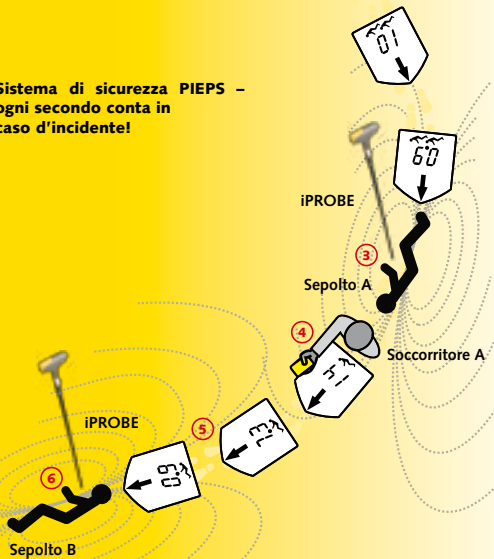 Sistema di sicurezza PIEPS –
ogni secondo conta in
caso d'incidente!
iPROBE
3
Sepolto A
4
Soccorritore A
14
iPROBE
5
6
Sepolto B